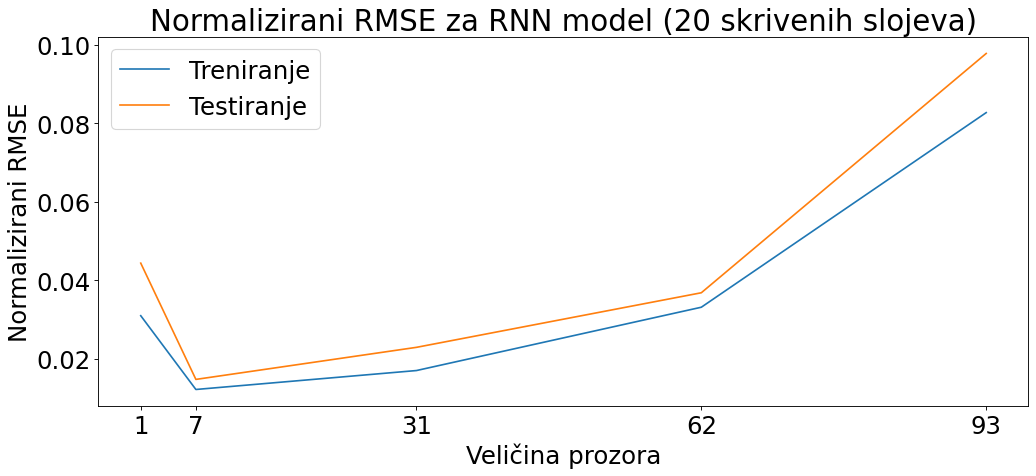 Normalizirani RMSE za RNN model (20 skrivenih slojeva)
Treniranje
Testiranje
Normalizirani RMSE
0.10
0.08
0.06
0.04
0.02
1 7 31 62 93
Veličina prozora